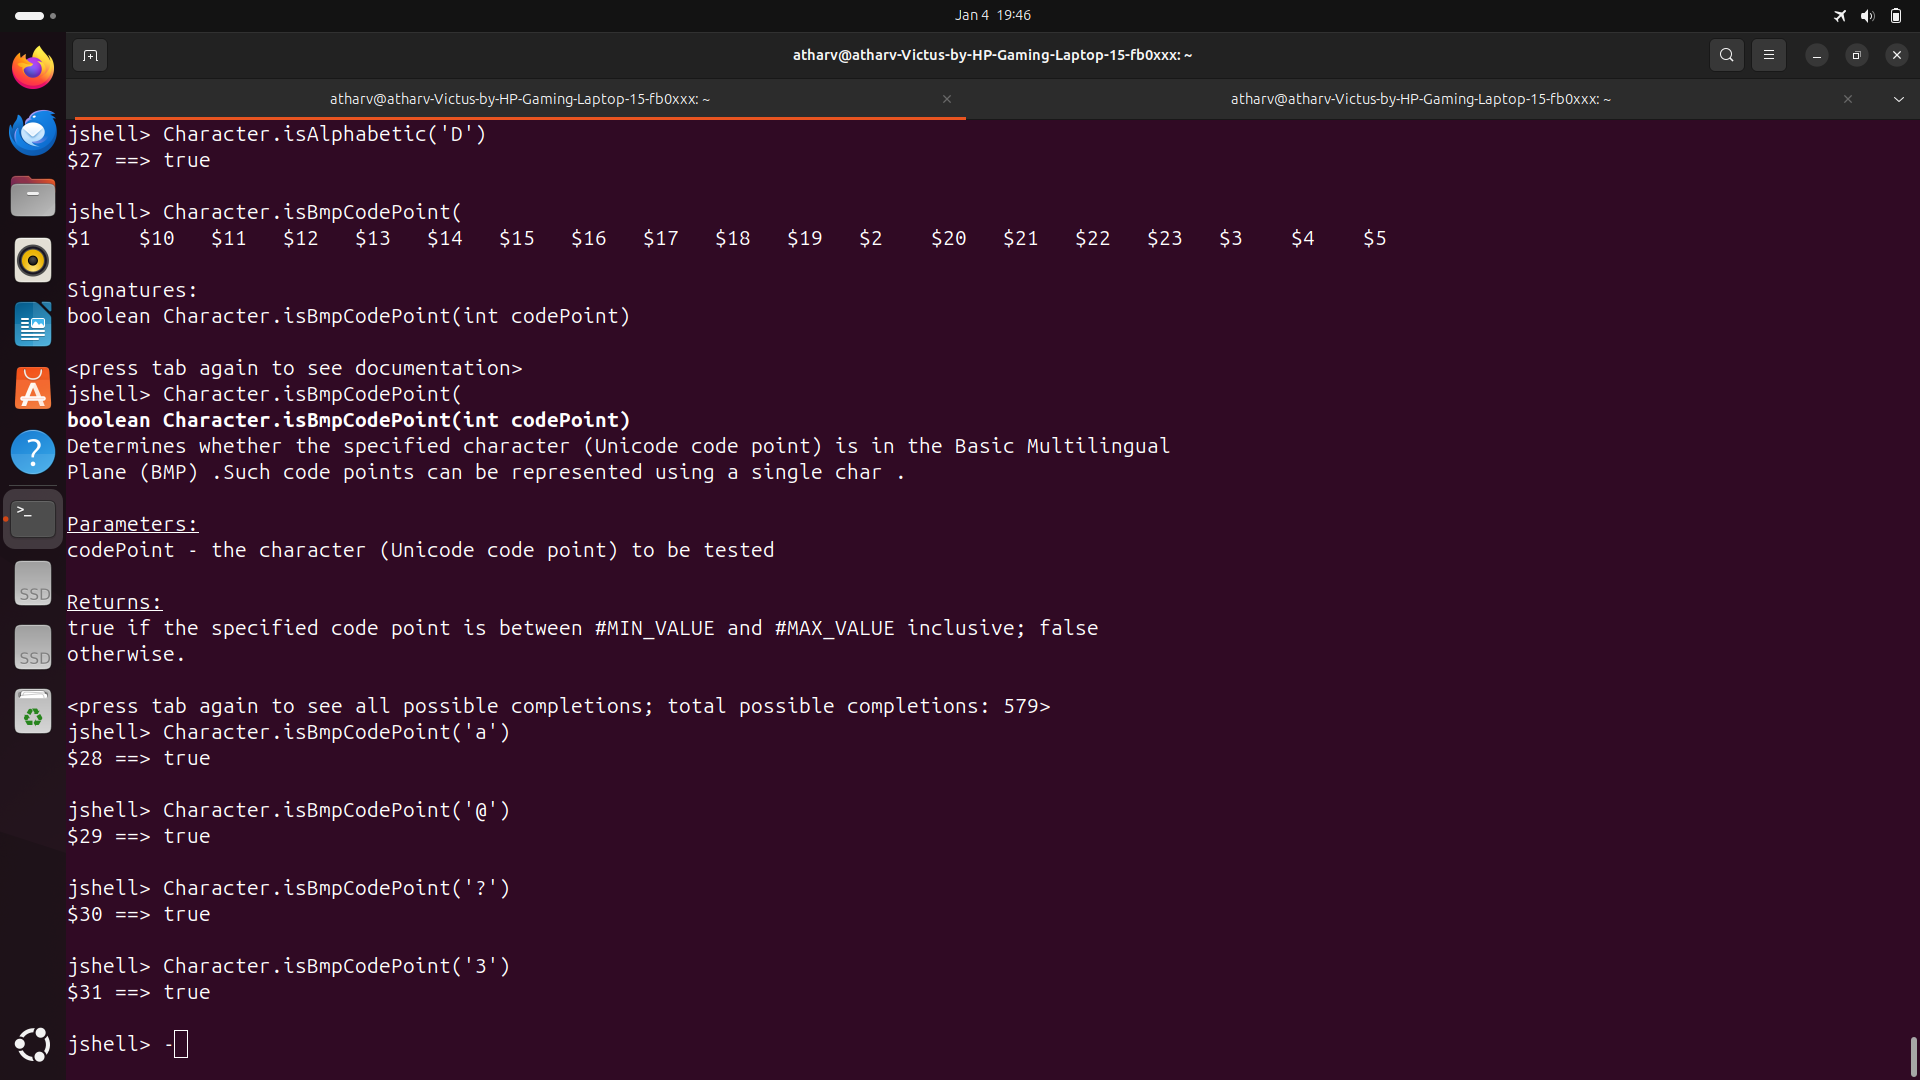 Jan 4 19:46
atharv@atharv-Victus-by-HP-Gaming-Laptop-15-fb0xxx: ~
atharv@atharv-Victus-by-HP-Gaming-Laptop-15-fb0xxx: ~
atharv@atharv-Victus-by-HP-Gaming-Laptop-15-fb0xxx: ~
jshell> Character.isAlphabetic('D')
$27 ==> true
jshell> Character.isBmpCodePoint(
$1 $10 $11 $12 $13 $14 $15 $16 $17 $18 $19 $2 $20 $21 $22 $23 $3 $4 $5
Signatures:
boolean Character.isBmpCodePoint(int codePoint)
<press tab again to see documentation>
jshell> Character.isBmpCodePoint(
boolean Character.isBmpCodePoint(int codePoint)
Determines whether the specified character (Unicode code point) is in the Basic Multilingual
Plane (BMP) .Such code points can be represented using a single char .
Parameters:
codePoint - the character (Unicode code point) to be tested
Returns:
true if the specified code point is between #MIN_VALUE and #MAX_VALUE inclusive; false
otherwise.
<press tab again to see all possible completions; total possible completions: 579>
jshell> Character.isBmpCodePoint('a')
$28 ==> true
jshell> Character.isBmpCodePoint('@')
$29 ==> true
jshell> Character.isBmpCodePoint('?')
$30 ==> true
jshell> Character.isBmpCodePoint('3')
$31 ==> true
jshell> -
SSD
SSD